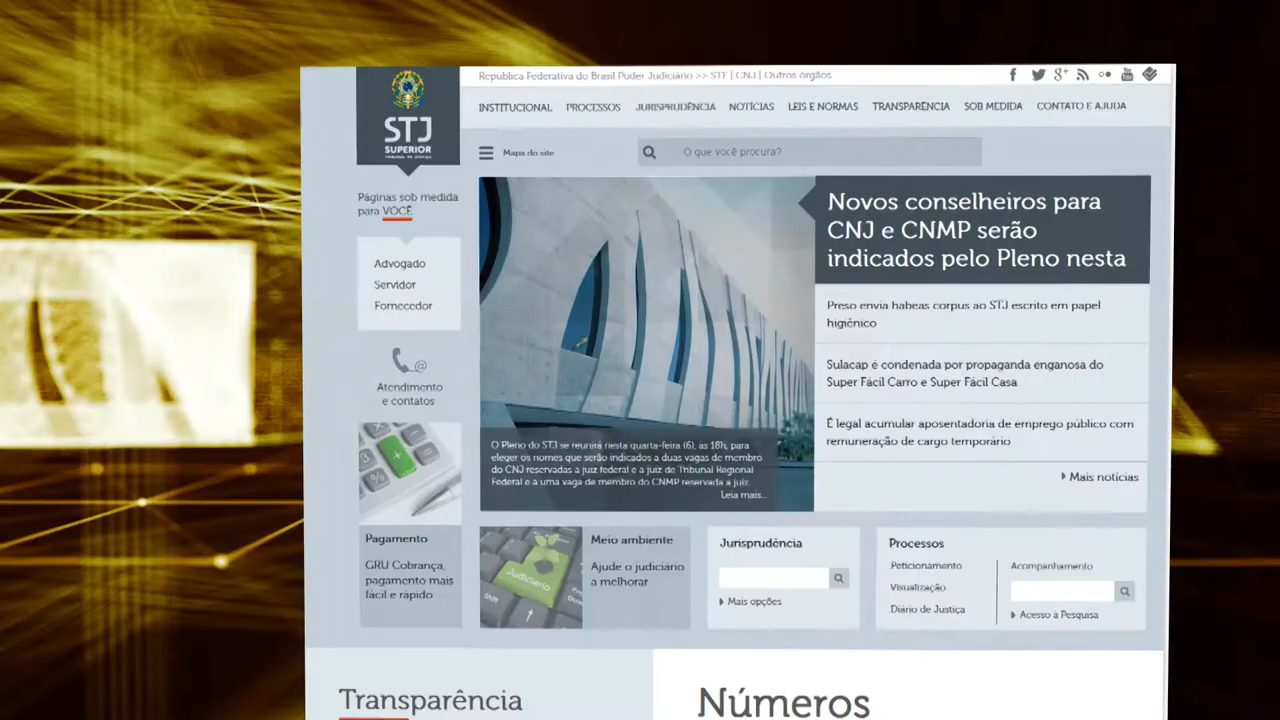 República Federativa do Brasil Poder Judiciário >> STF | CNJ | Outros órgãos
STJ
SUPERIOR
TRIBUNAL DE JUSTIÇA
INSTITUCIONAL PROCESSOS JURISPRUDÊNCIA NOTÍCIAS LEIS E NORMAS TRANSPARÊNCIA SOB MEDIDA CONTATO E AJUDA
Mapa do site
O que você procura?
Páginas sob medida
para VOCÊ
Advogado
Servidor
Fornecedor
Atendimento
e contatos
Novos conselheiros para
CNJ e CNMP serão
indicados pelo Pleno nesta
Preso envia habeas corpus ao STJ escrito em papel
higiênico
Sulacap é condenada por propaganda enganosa do
Super Fácil Carro e Super Fácil Casa
É legal acumular aposentadoria de emprego público com
remuneração de cargo temporário
Mais notícias
O Pleno do STJ se reunirá nesta quarta-feira (6), às 18h, para
eleger os nomes que serão indicados a duas vagas de membro
do CNJ reservadas a juiz federal e a juiz de Tribunal Regional
Federal e a uma vaga de membro do CNMP reservada a juiz.
Leia mais...
Pagamento
GRU Cobrança,
pagamento mais
fácil e rápido
Judiciário
Shift
Meio ambiente
Ajude o judiciário
a melhorar
Jurisprudência
Mais opções
Processos
Peticionamento
Visualização
Diário de Justiça
Acompanhamento
Acesso à Pesquisa
Transparência
Números